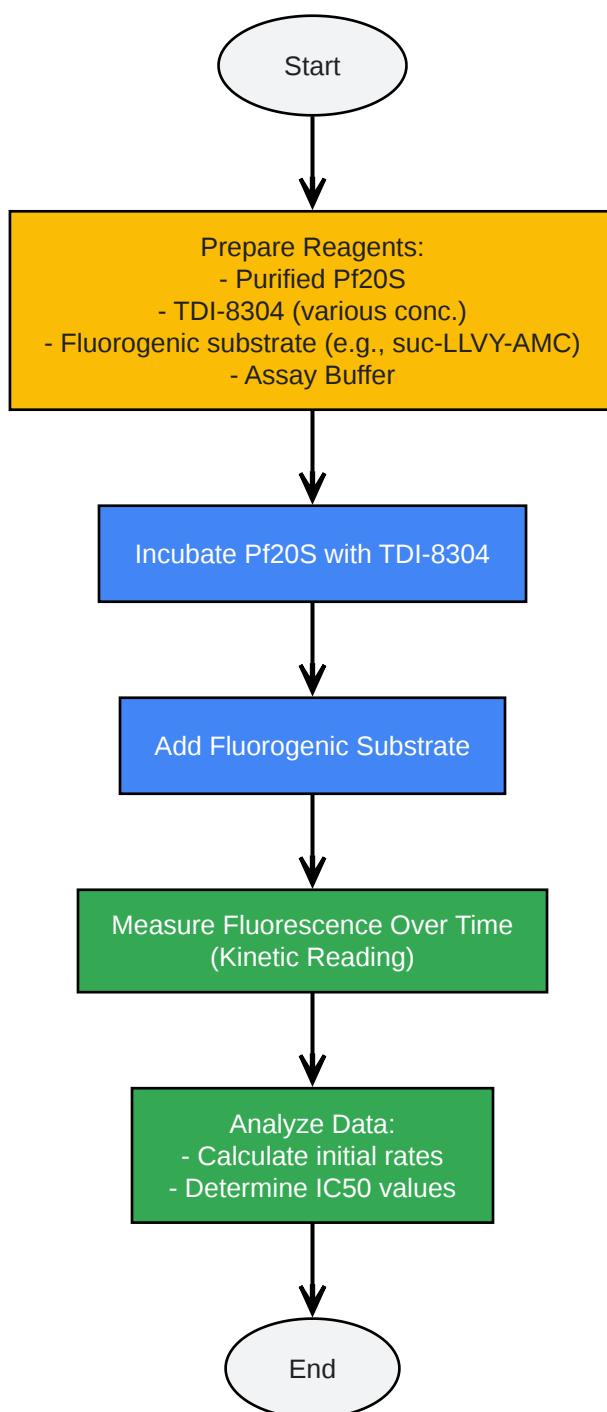 Start
Prepare Reagents:
- Purified Pf20S
- TDI-8304 (various conc.)
- Fluorogenic substrate (e.g., suc-LLVY-AMC)
- Assay Buffer
Incubate Pf20S with TDI-8304
Add Fluorogenic Substrate
Measure Fluorescence Over Time
(Kinetic Reading)
Analyze Data:
- Calculate initial rates
- Determine IC50 values
End